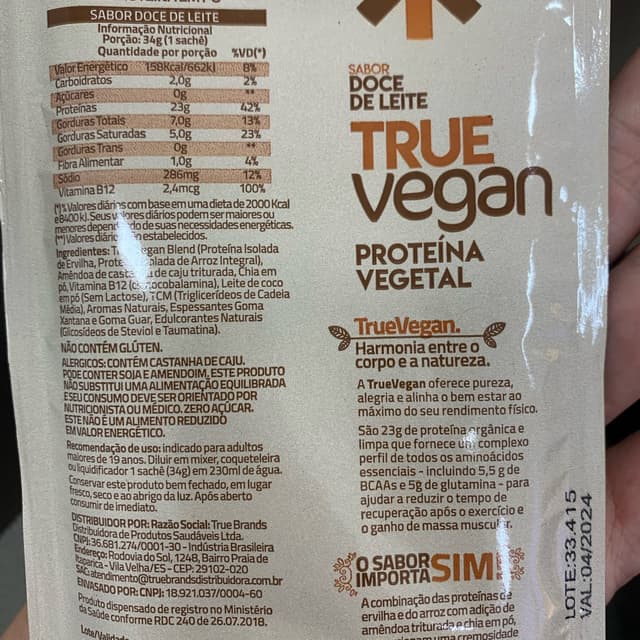 SABOR DOCE DE LEITE
Informação Nutricional
Porção: 34g (1 sachê)
Quantidade por porção %VD(*)
Valor Energético 158Kcal/662kJ 8%
Carboidratos 2,0g 2%
Açúcares 0g **
Proteínas 23g 42%
Gorduras Totais 7,0g 13%
Gorduras Saturadas 5,0g 23%
Gorduras Trans 0g **
Fibra Alimentar 1,0g 4%
Sódio 286mg 12%
Vitamina B12 2,4mcg 100%
(*) % Valores diários com base em uma dieta de 2000 Kcal
e 8400 kJ. Seus valores diários podem ser maiores ou
menores dependendo de suas necessidades energéticas.
(**) Valores diários não estabelecidos.
Ingredientes: TrueVegan Blend (Proteína Isolada
de Ervilha, Proteína Isolada de Arroz Integral),
Amêndoa de castanha de caju triturada, Chia em
pó, Vitamina B12 (cianocobalamina), Leite de coco
em pó (Sem Lactose), TCM (Triglicerídeos de Cadeia
Média), Aromas Naturais, Espessantes Goma
Xantana e Goma Guar, Edulcorantes Naturais
(Glicosídeos de Steviol e Taumatina).
NÃO CONTÉM GLÚTEN.
ALÉRGICOS: CONTÉM CASTANHA DE CAJU.
PODE CONTER SOJA E AMENDOIM. ESTE PRODUTO
NÃO SUBSTITUI UMA ALIMENTAÇÃO EQUILIBRADA
E SEU CONSUMO DEVE SER ORIENTADO POR
NUTRICIONISTA OU MÉDICO. ZERO AÇÚCAR.
ESTE NÃO É UM ALIMENTO REDUZIDO
EM VALOR ENERGÉTICO.
Recomendação de uso: indicado para adultos
maiores de 19 anos. Diluir em mixer, coqueteleira
ou liquidificador 1 sachê (34g) em 230ml de água.
Conservar este produto bem fechado, em lugar
fresco, seco e ao abrigo da luz. Após aberto
consumir de imediato.
DISTRIBUIDOR POR: Razão Social: True Brands
Distribuidora de Produtos Saudáveis Ltda.
CNPJ: 36.681.274/0001-30 - Indústria Brasileira
Endereço: Rodovia do Sol, 124B, Bairro Praia de
Itaparica - Vila Velha/ES - CEP: 29102-020
SAC: atendimento@truebrandsdistribuidora.com.br
ENVASADO POR: CNPJ: 18.921.037/0004-60
Produto dispensado de registro no Ministério
da Saúde conforme RDC 240 de 26.07.2018.
Lote/Validade
SABOR
DOCE
DE LEITE
TRUE
vegan
PROTEÍNA
VEGETAL
TrueVegan.
Harmonia entre o
corpo e a natureza.
A TrueVegan oferece pureza,
alegria e alinha o bem estar ao
máximo do seu rendimento físico.
São 23g de proteína orgânica e
limpa que fornece um complexo
perfil de todos os aminoácidos
essenciais - incluindo 5,5 g de
BCAAs e 5g de glutamina - para
ajudar a reduzir o tempo de
recuperação após o exercício e
o ganho de massa muscular.
O SABOR
IMPORTA SIM
A combinação das proteínas de
ervilha e do arroz com adição de
amêndoa triturada e chia em pó,
cremosidade
LOTE:33.415
VAL:04/2024